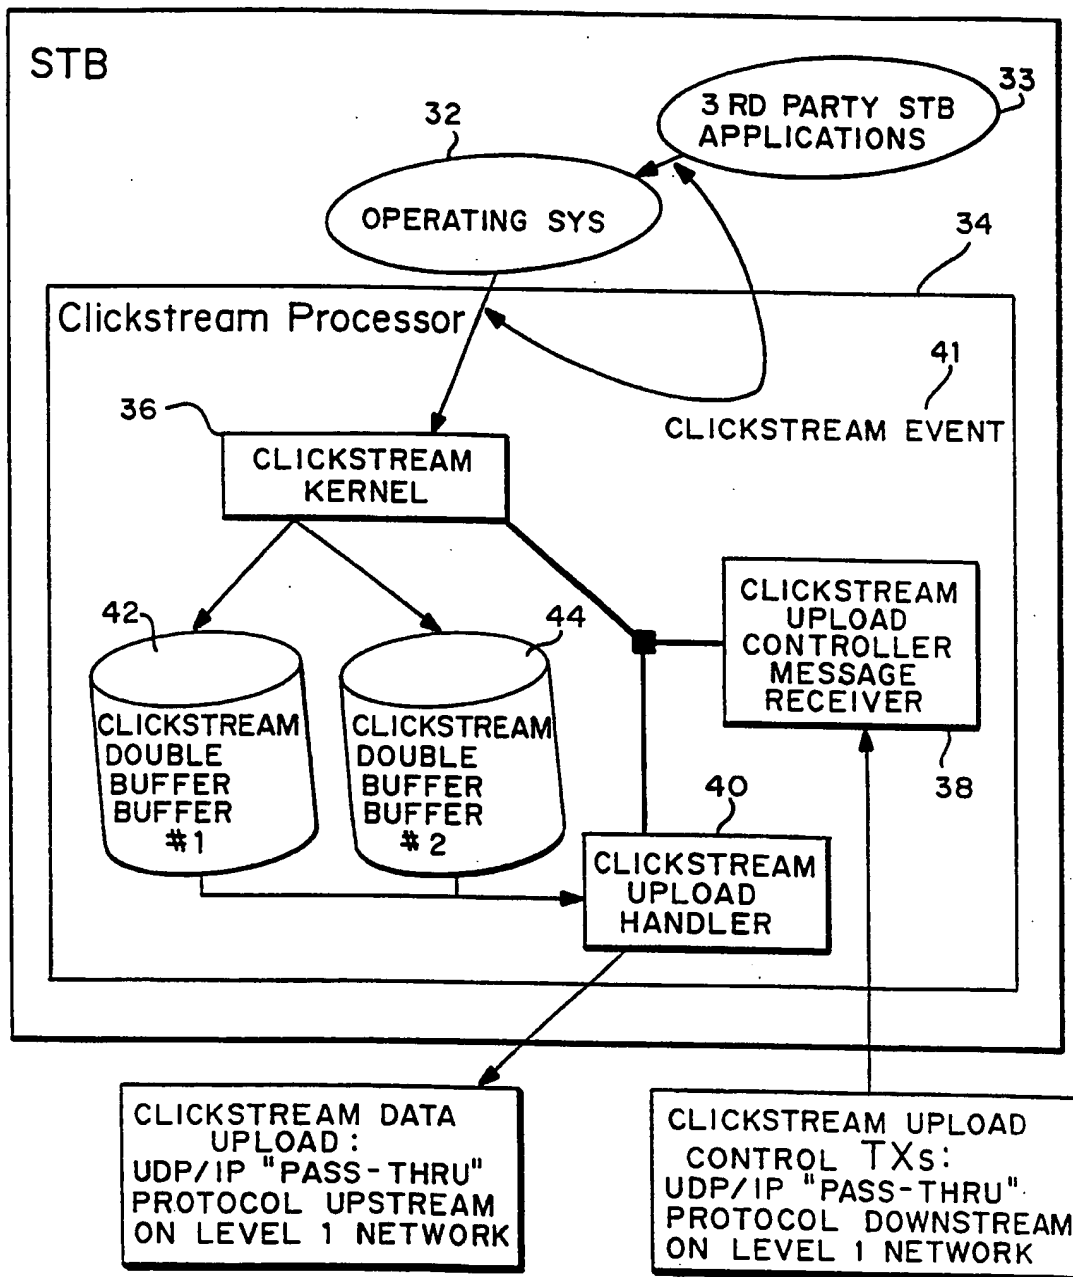 STB
33
3 RD PARTY STB
APPLICATIONS
32
OPERATING SYS
34
Clickstream Processor
41
CLICKSTREAM EVENT
36
CLICKSTREAM
KERNEL
CLICKSTREAM
UPLOAD
CONTROLLER
MESSAGE
RECEIVER
38
42
CLICKSTREAM
DOUBLE
BUFFER
BUFFER
#1
44
CLICKSTREAM
DOUBLE
BUFFER
BUFFER
#2
40
CLICKSTREAM
UPLOAD
HANDLER
CLICKSTREAM DATA
UPLOAD:
UDP/IP "PASS-THRU"
PROTOCOL UPSTREAM
ON LEVEL 1 NETWORK
CLICKSTREAM UPLOAD
CONTROL TXs:
UDP/IP "PASS-THRU"
PROTOCOL DOWNSTREAM
ON LEVEL 1 NETWORK